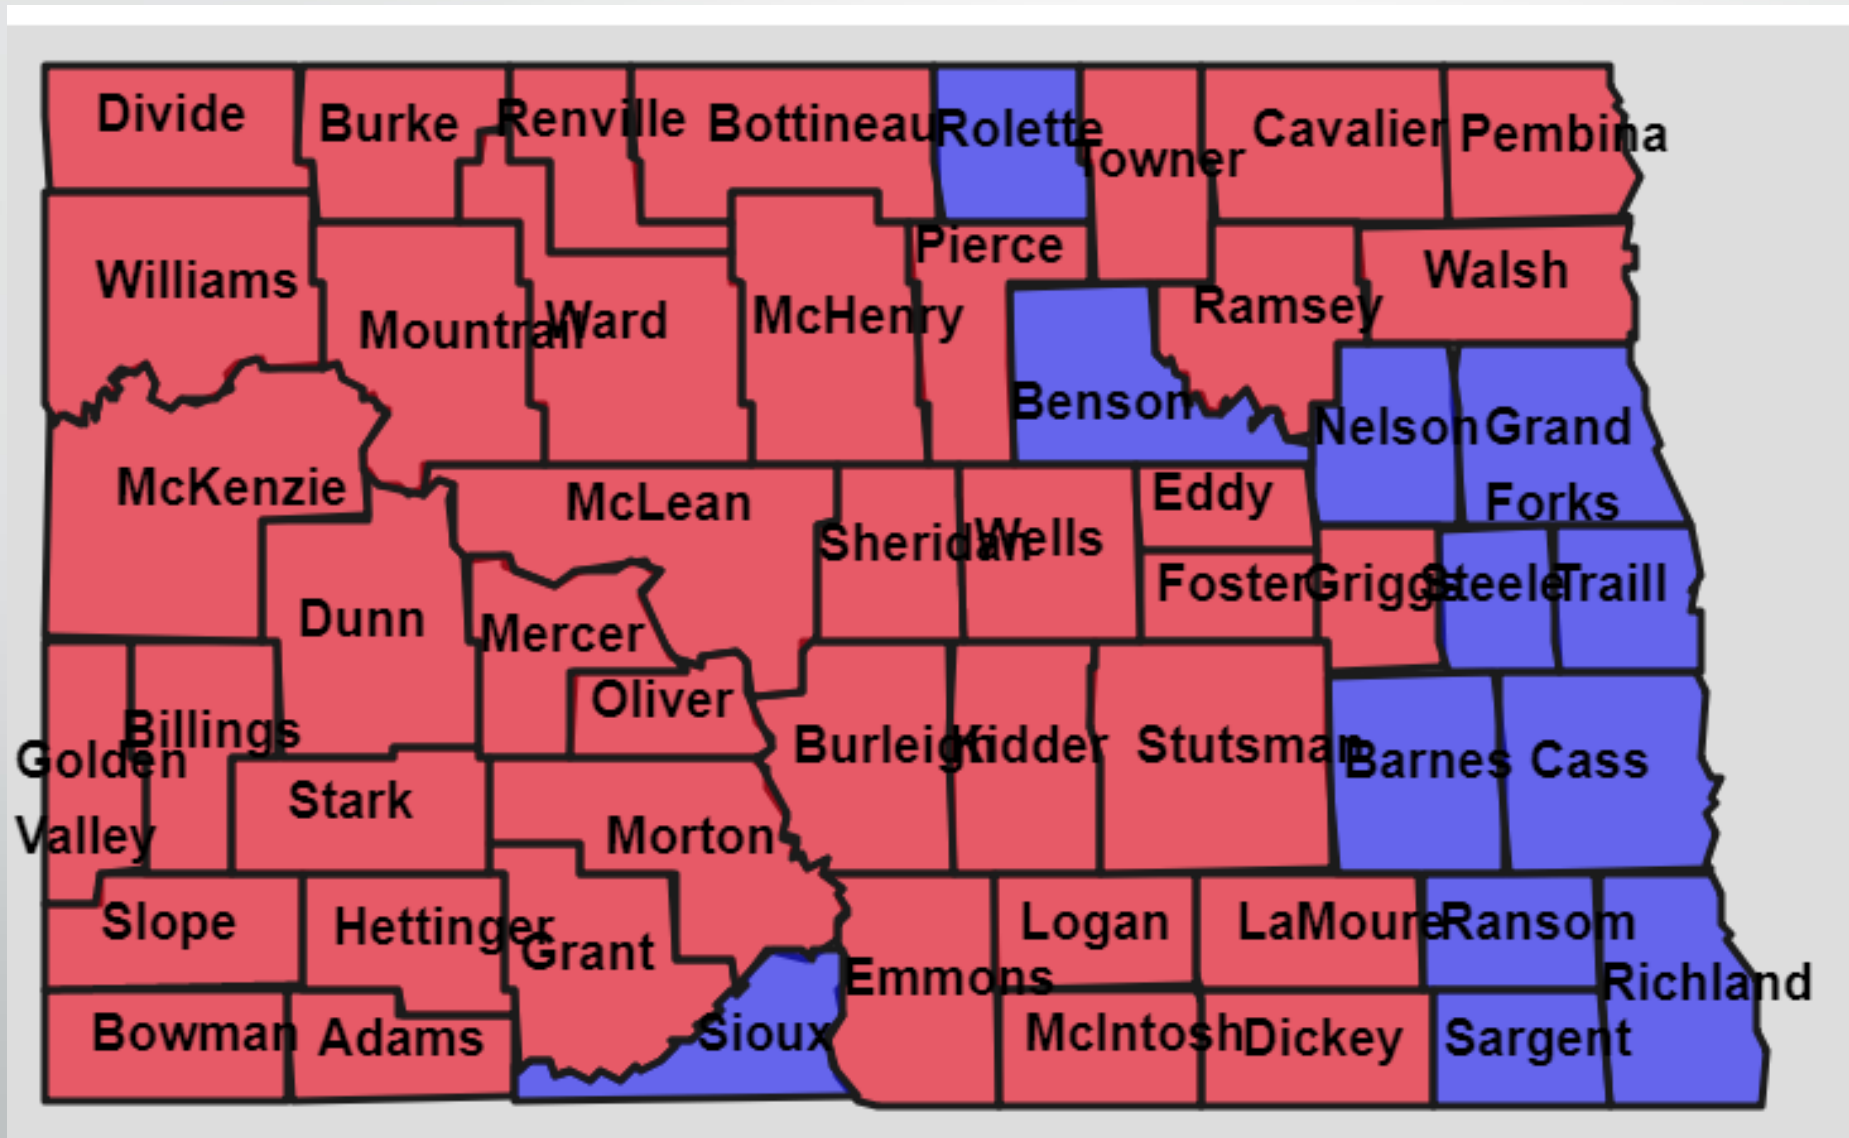 Divide
Burke
Renville
Bottineau
Rolette
Towner
Cavalier
Pembina
Williams
Mountrail
Ward
McHenry
Pierce
Benson
Ramsey
Walsh
Nelson
Grand
Forks
McKenzie
Dunn
McLean
Mercer
Oliver
Sheridan
Wells
Eddy
Foster
Griggs
Steele
Traill
Golden
Valley
Billings
Stark
Morton
Burleigh
Kidder
Stutsman
Barnes
Cass
Slope
Hettinger
Grant
Emmons
Logan
LaMoure
Ransom
Richland
Bowman
Adams
Sioux
McIntosh
Dickey
Sargent